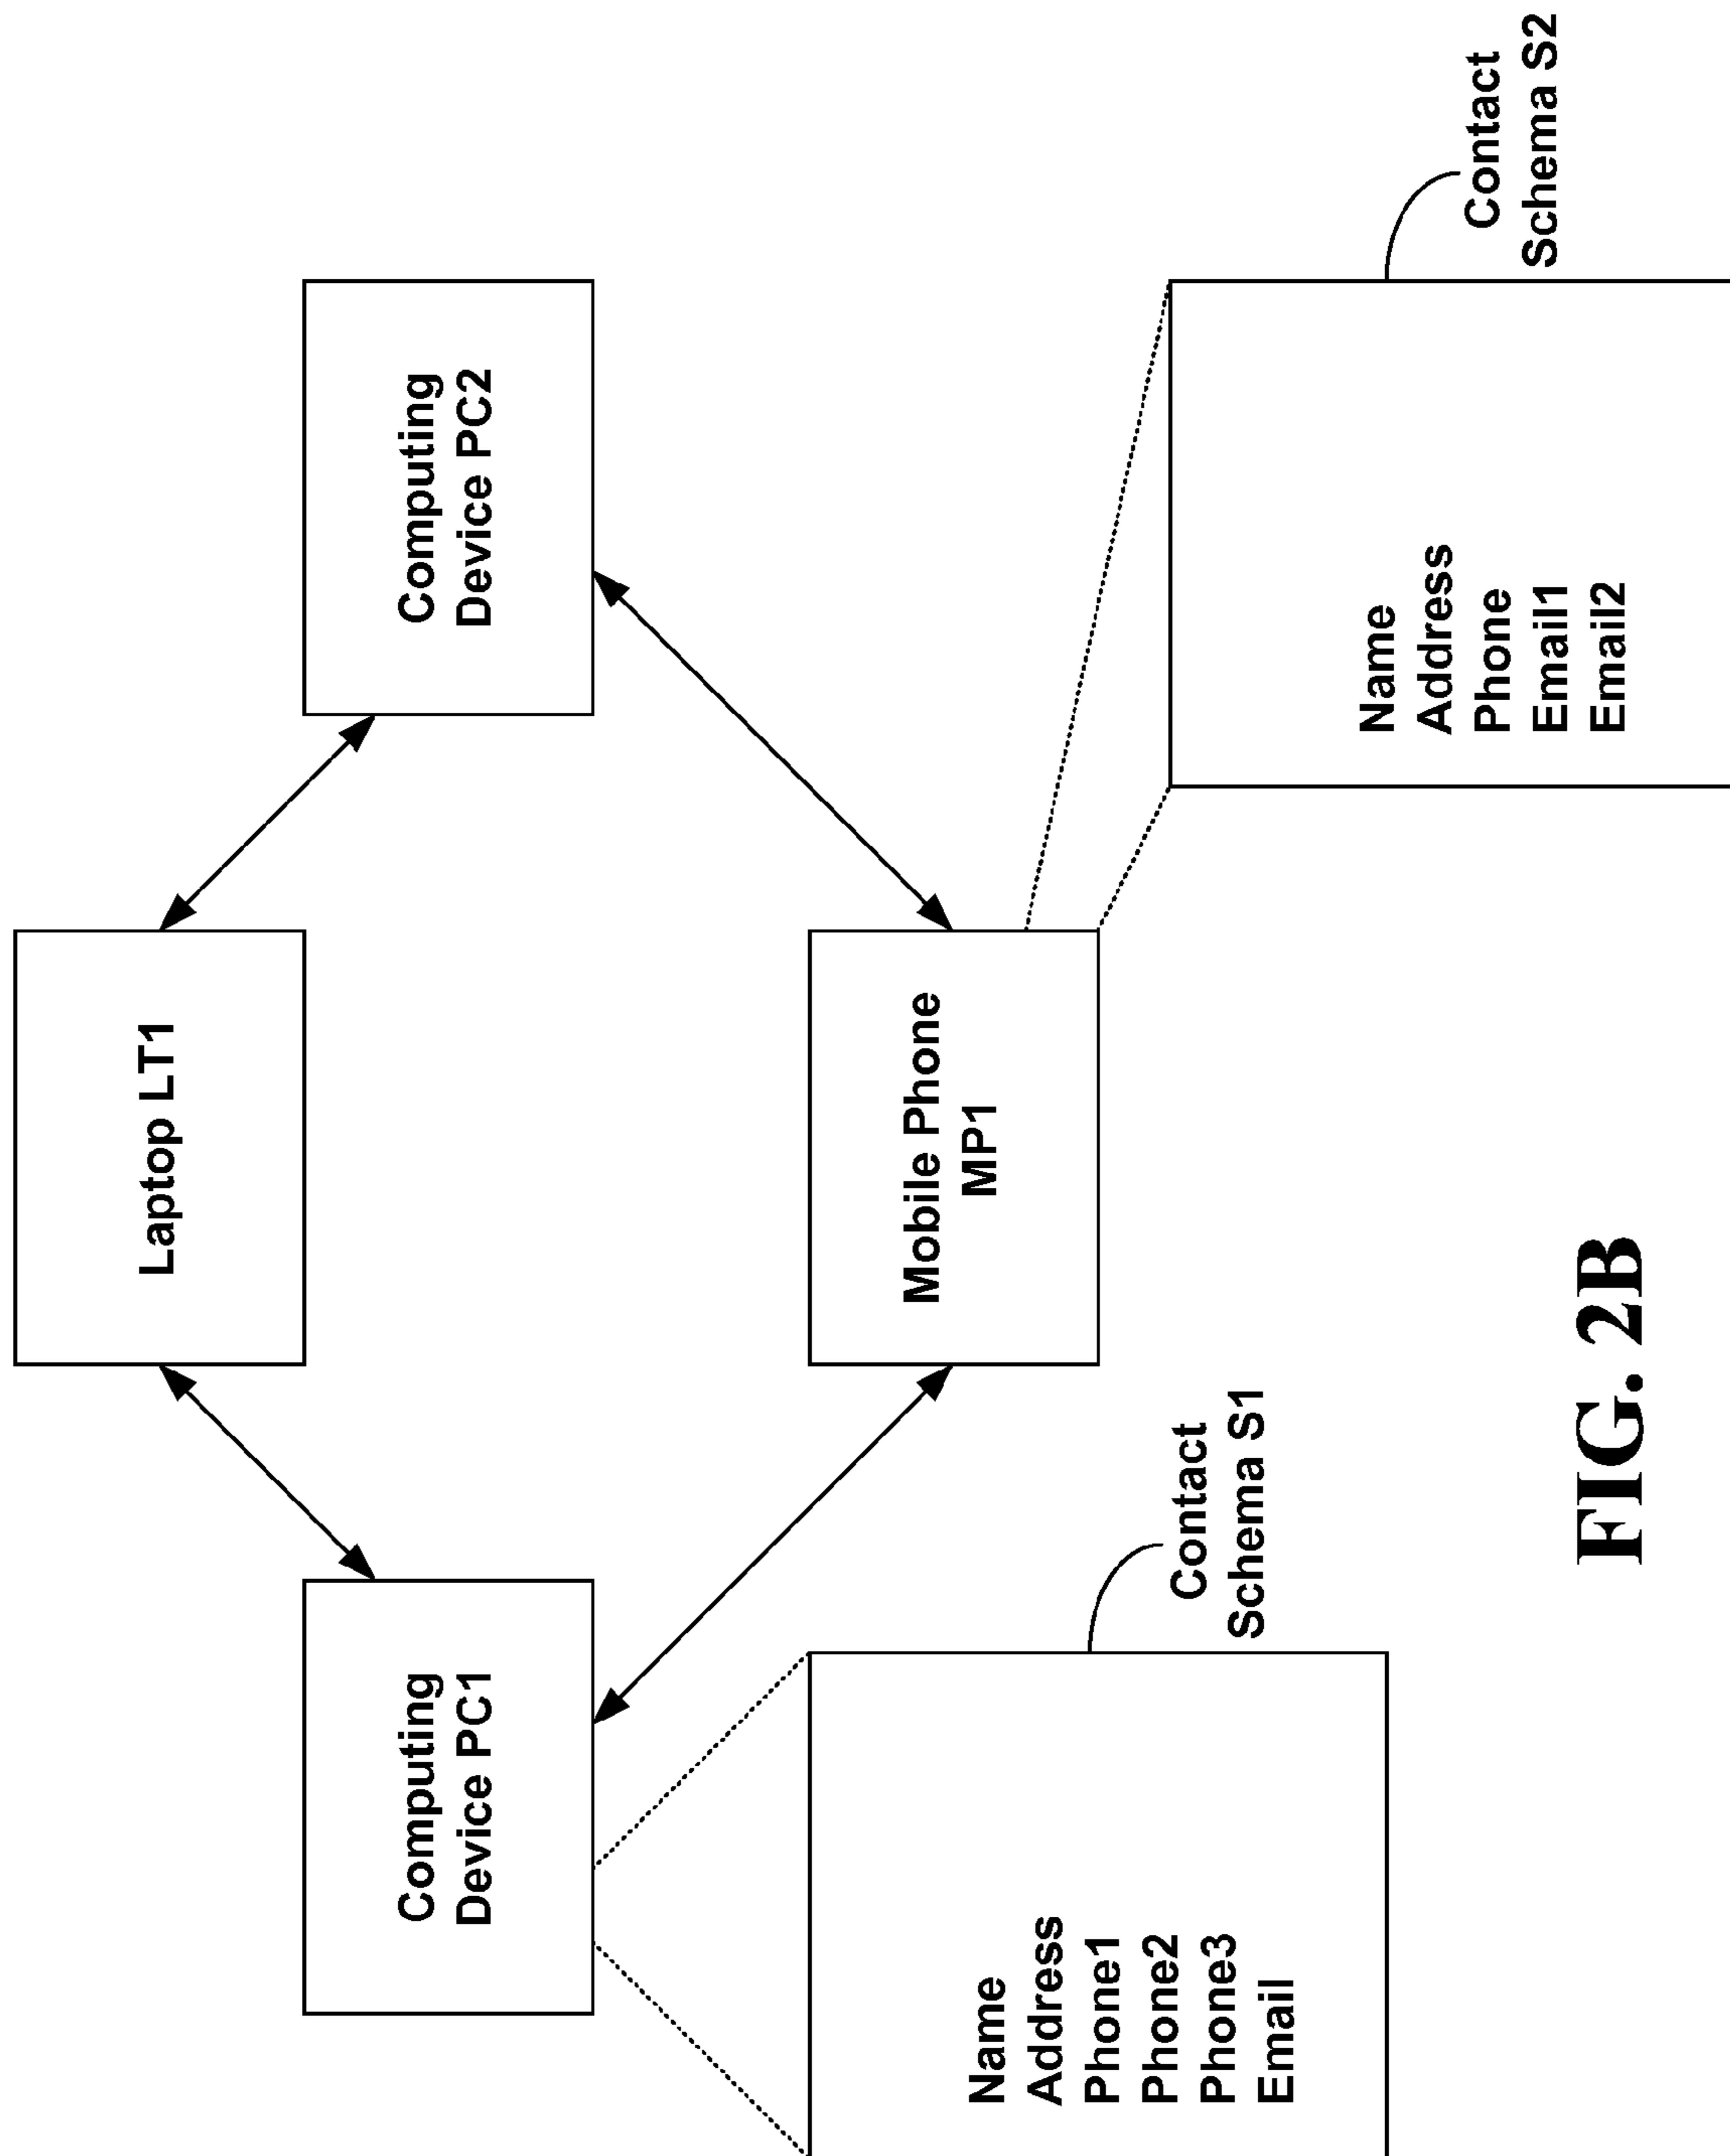 Laptop LT1
Computing
Device PC1
Computing
Device PC2
Mobile Phone
MP1
Name
Address
Phone1
Phone2
Phone3
Email
Contact
Schema S1
Name
Address
Phone
Email1
Email2
Contact
Schema S2
FIG. 2B